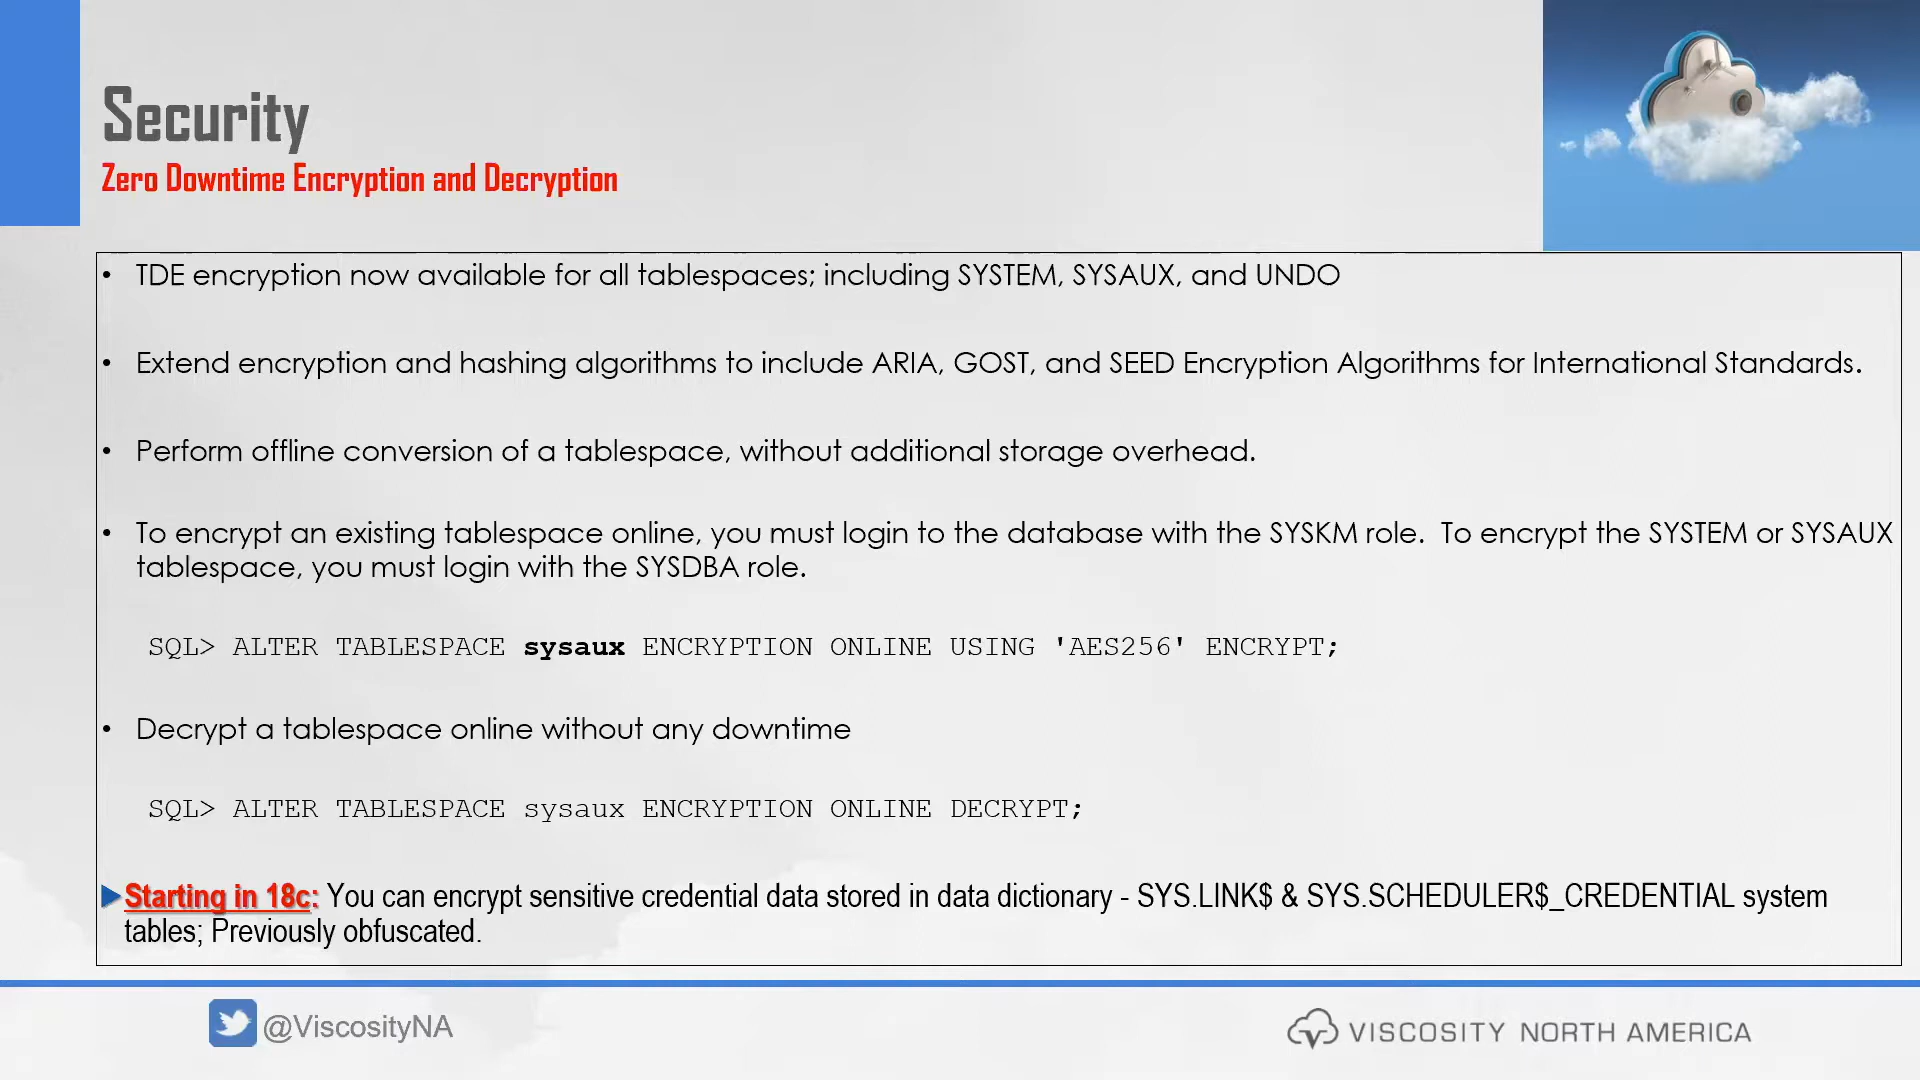 Security
Zero Downtime Encryption and Decryption
• TDE encryption now available for all tablespaces; including SYSTEM, SYSAUX, and UNDO
• Extend encryption and hashing algorithms to include ARIA, GOST, and SEED Encryption Algorithms for International Standards.
• Perform offline conversion of a tablespace, without additional storage overhead.
• To encrypt an existing tablespace online, you must login to the database with the SYSKM role. To encrypt the SYSTEM or SYSAUX
tablespace, you must login with the SYSDBA role.
SQL> ALTER TABLESPACE sysaux ENCRYPTION ONLINE USING 'AES256' ENCRYPT;
• Decrypt a tablespace online without any downtime
SQL> ALTER TABLESPACE sysaux ENCRYPTION ONLINE DECRYPT;
Starting in 18c: You can encrypt sensitive credential data stored in data dictionary - SYS.LINK$ & SYS.SCHEDULER$_CREDENTIAL system
tables; Previously obfuscated.
@ViscosityNA
VISCOSITY NORTH AMERICA